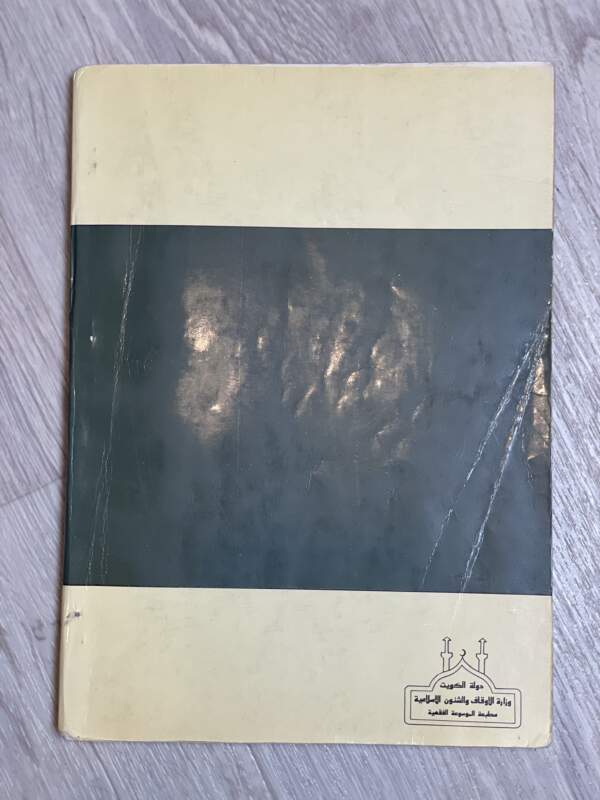 دولة الكويت
وزارة الأوقاف والشئون الإسلامية
مطبعة الموسوعة الفقهية